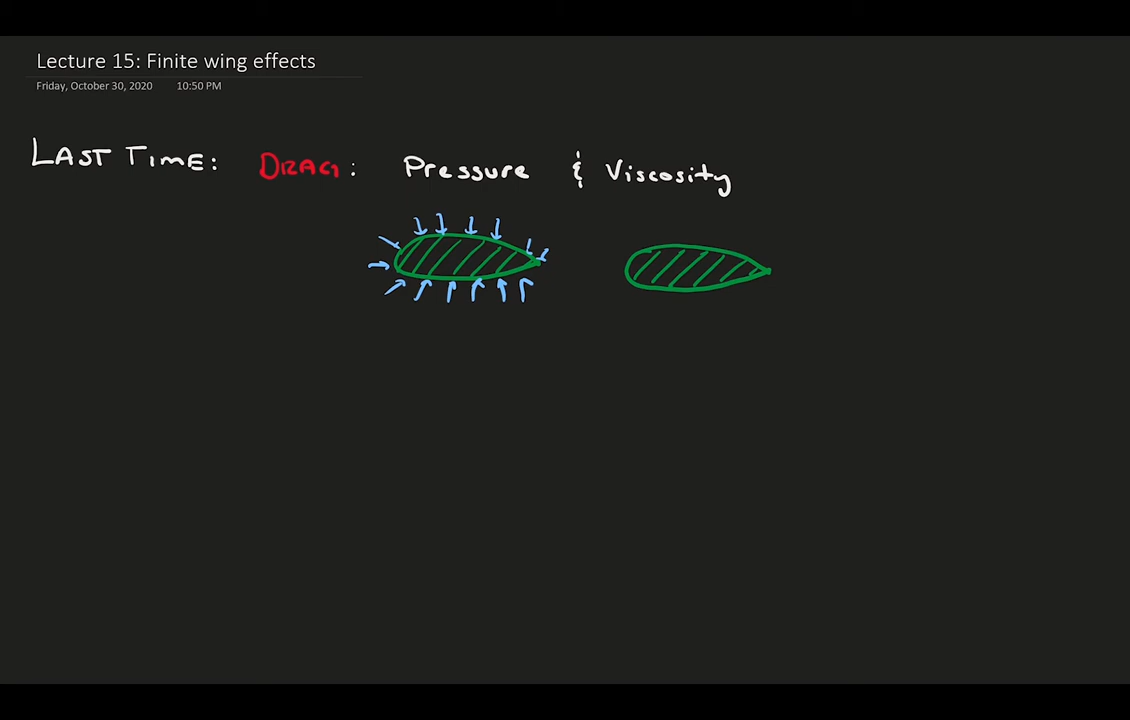 Lecture 15: Finite wing effects
Friday, October 30, 2020 10:50 PM
LAST TIME: DRAG: Pressure & Viscosity